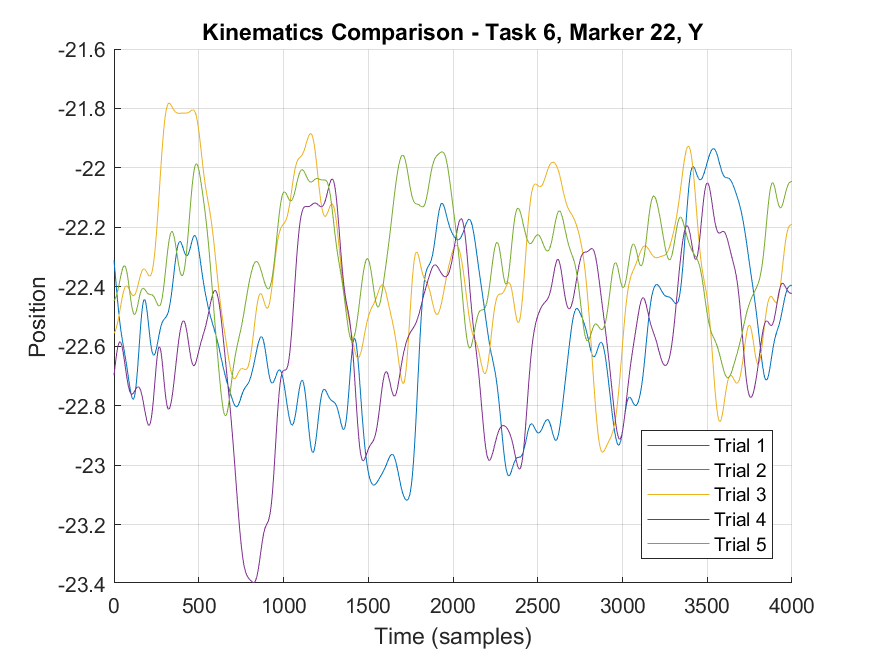 Kinematics Comparison - Task 6, Marker 22, Y
-21.6
-21.8
-22
-22.2
-22.4
-22.6
-22.8
-23
-23.2
-23.4
Position
0 500 1000 1500 2000 2500 3000 3500 4000
Time (samples)
Trial 1
Trial 2
Trial 3
Trial 4
Trial 5